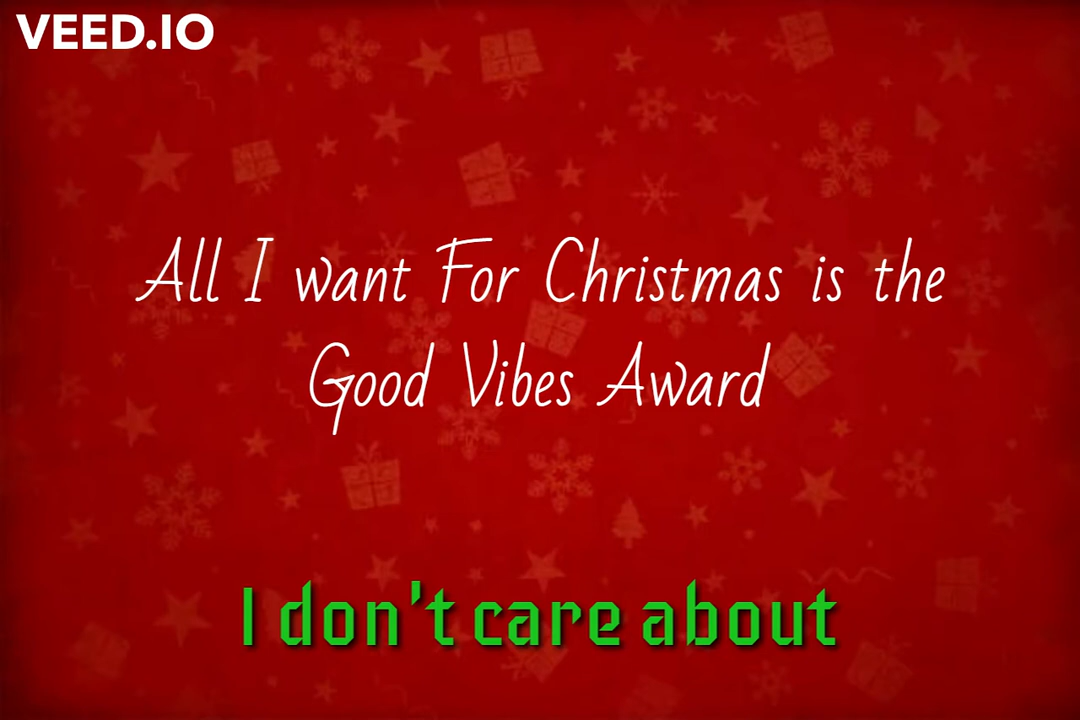 VEED.IO
All I want For Christmas is the
Good Vibes Award
I don't care about